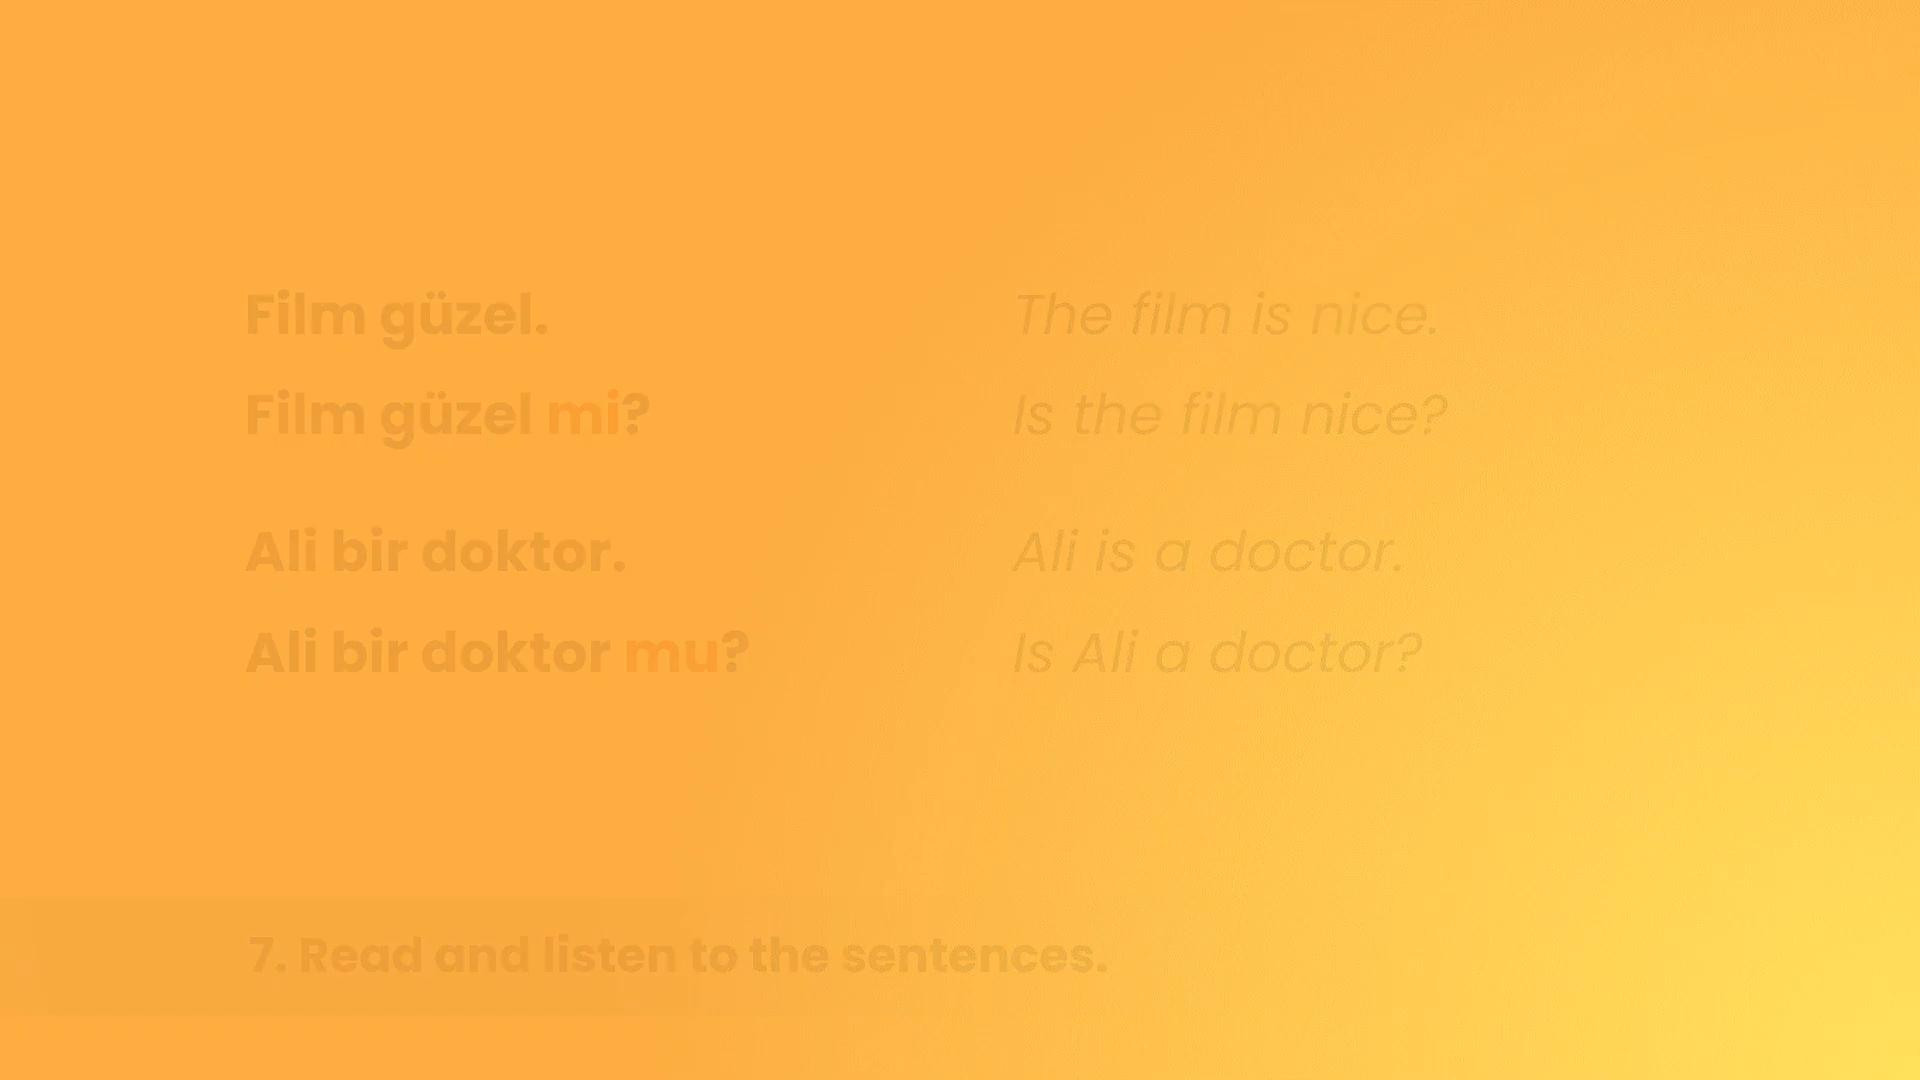 Film güzel. The film is nice.
Film güzel mi? Is the film nice?
Ali bir doktor. Ali is a doctor.
Ali bir doktor mu? Is Ali a doctor?
7. Read and listen to the sentences.